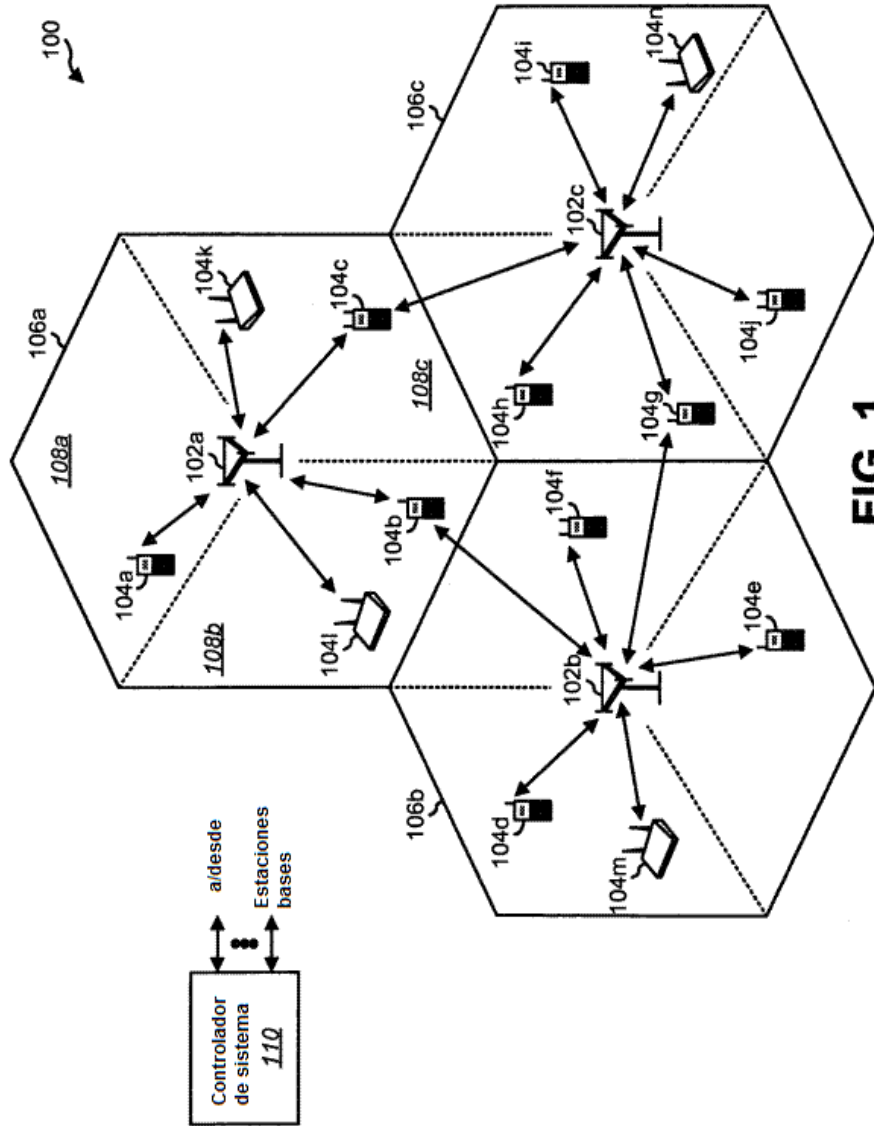 100
106a
108a
102a
104a
104k
104c
108b
108c
104l
104b
Controlador
de sistema
110
a/desde
Estaciones
bases
106b
106c
104d
104m
102b
104f
104e
104h
104g
102c
104i
104n
104j
FIG. 1